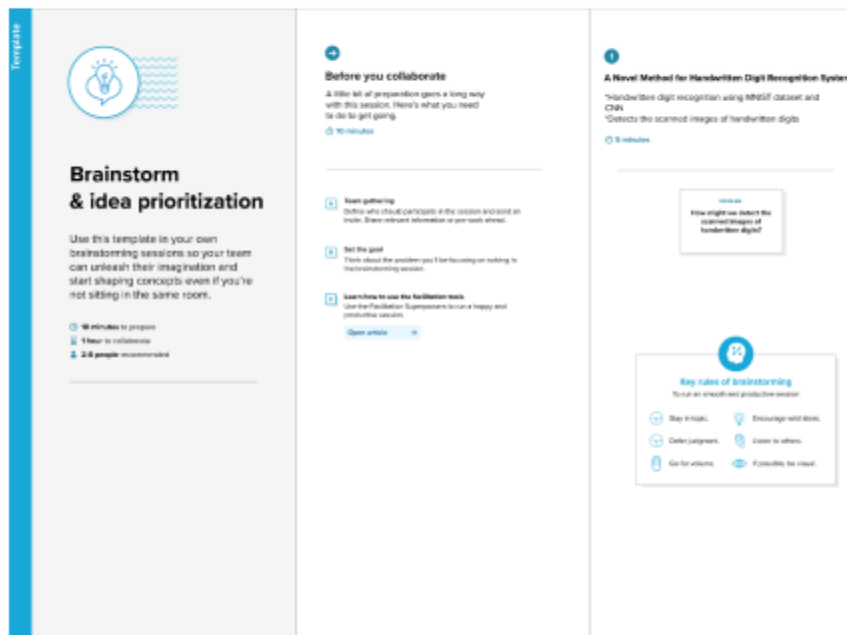 Template
Brainstorm
& idea prioritization
Use this template in your own
brainstorming sessions so your team
can unleash their imagination and
start shaping concepts even if you're
not sitting in the same room.
10 minutes to prepare
1 hour to collaborate
2-8 people recommended
Before you collaborate
A little bit of preparation goes a long way
with this session. Here's what you need
to do to get going.
10 minutes
A
Team gathering
Define who should participate in the session and send an
invite. Share relevant information or pre-work ahead.
B
Set the goal
Think about the problem you'll be focusing on solving in
the brainstorming session.
C
Learn how to use the facilitation tools
Use the Facilitation Superpowers to run a happy and
productive session.
Open article
1
A Novel Method for Handwritten Digit Recognition System
*Handwritten digit recognition using MNIST dataset and
CNN
*Detects the scanned images of handwritten digits
5 minutes
PROBLEM
How might we detect the
scanned images of
handwritten digits?
Key rules of brainstorming
To run an smooth and productive session
Stay in topic.
Encourage wild ideas.
Defer judgment.
Listen to others.
Go for volume.
If possible, be visual.